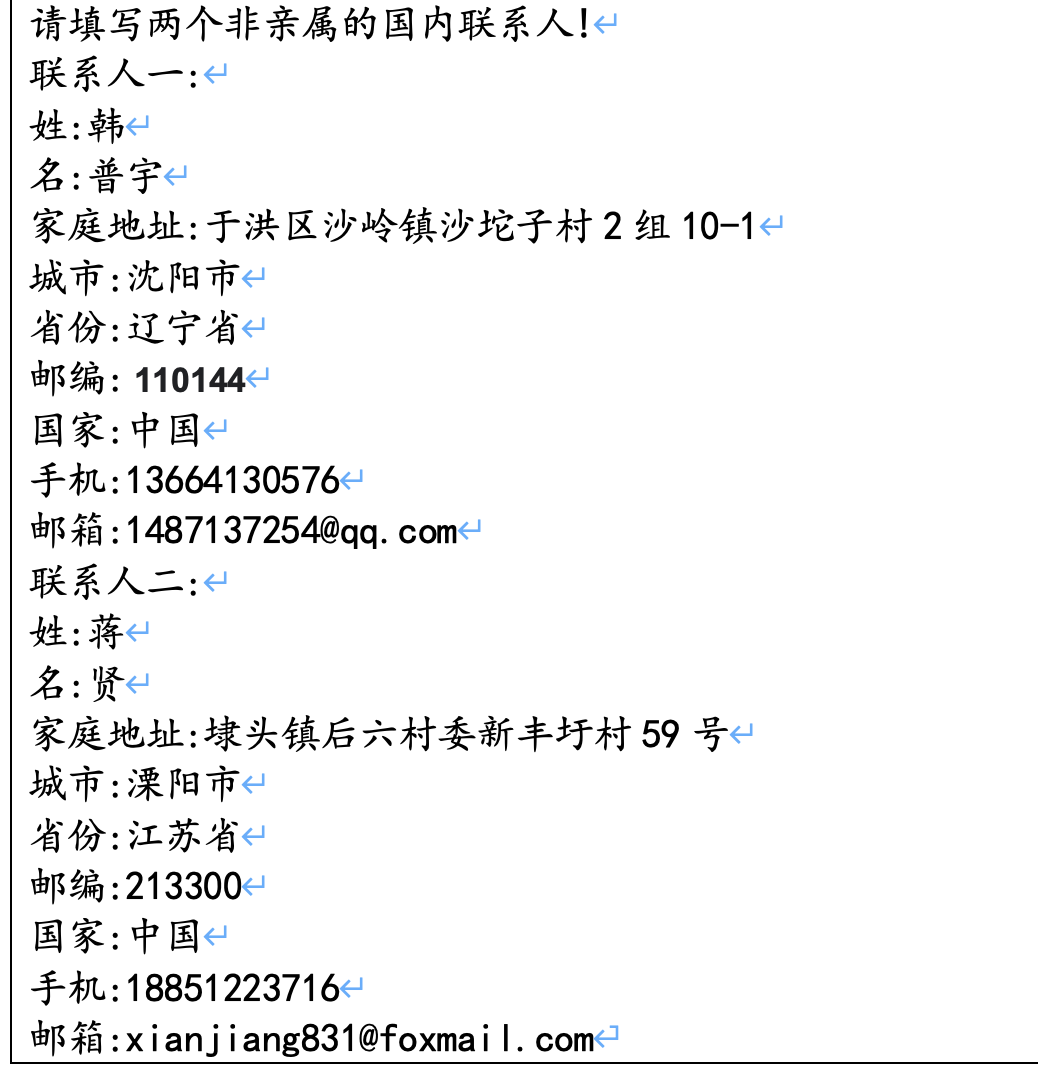 请填写两个非亲属的国内联系人!
联系人一:
姓:韩
名:普宇
家庭地址:于洪区沙岭镇沙坨子村 2 组 10-1
城市:沈阳市
省份:辽宁省
邮编: 110144
国家:中国
手机:13664130576
邮箱:1487137254@qq.com
联系人二:
姓:蒋
名:贤
家庭地址:埭头镇后六村委新丰圩村 59 号
城市:溧阳市
省份:江苏省
邮编:213300
国家:中国
手机:18851223716
邮箱:xianjiang831@foxmail.com